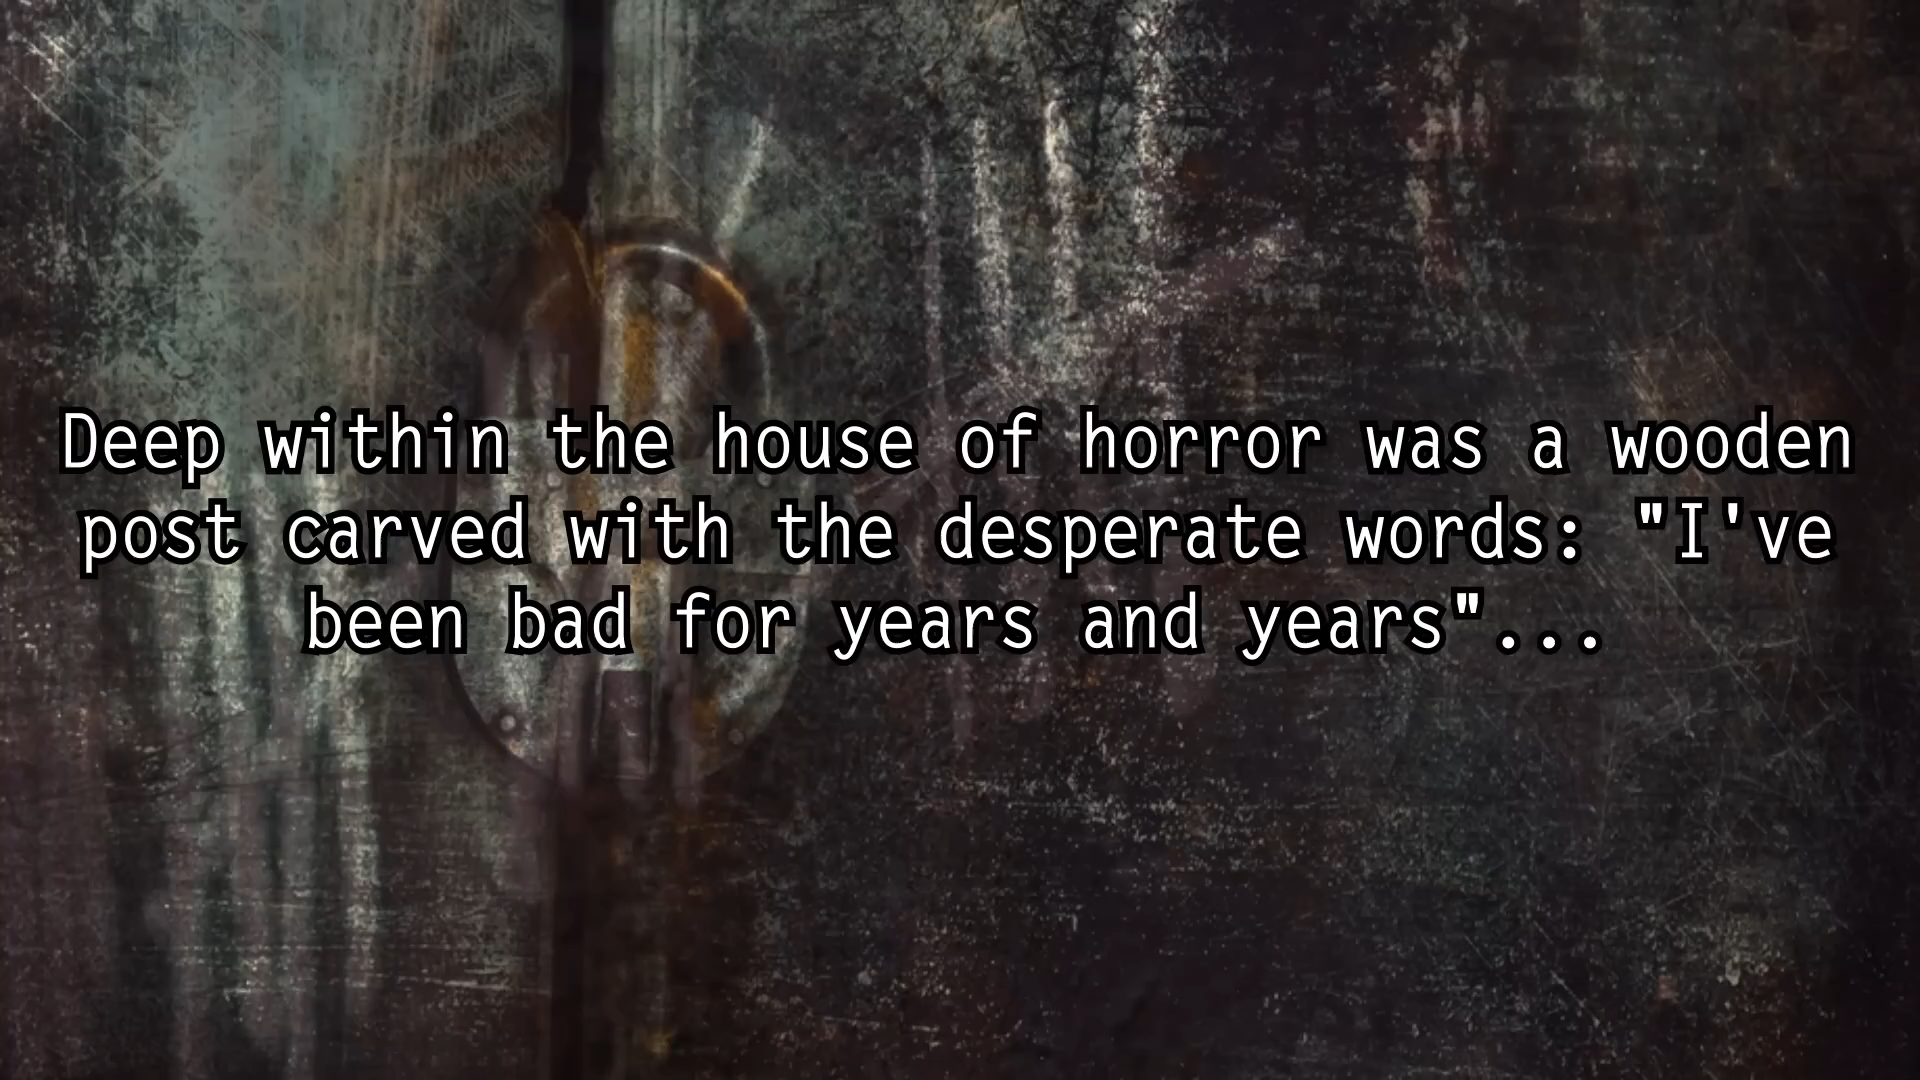 Deep within the house of horror was a wooden
post carved with the desperate words: "I've
been bad for years and years"...